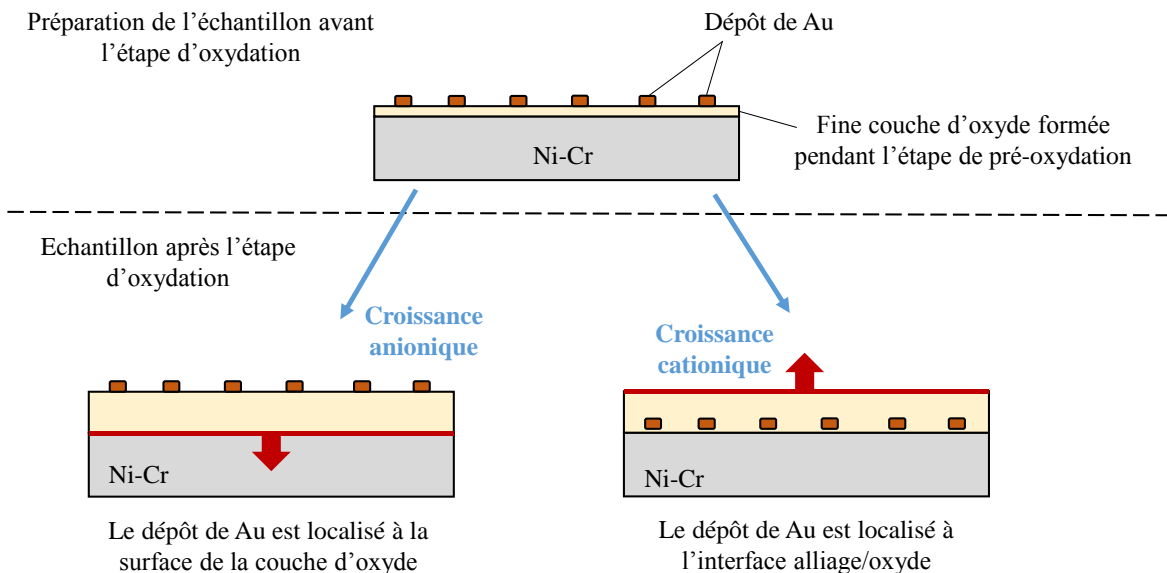 Préparation de l'échantillon avant
l'étape d'oxydation
Dépôt de Au
Fine couche d'oxyde formée
pendant l'étape de pré-oxydation
Ni-Cr
Echantillon après l'étape
d'oxydation
Croissance
anionique
Croissance
cationique
Ni-Cr
Ni-Cr
Le dépôt de Au est localisé à la
surface de la couche d'oxyde
Le dépôt de Au est localisé à
l'interface alliage/oxyde